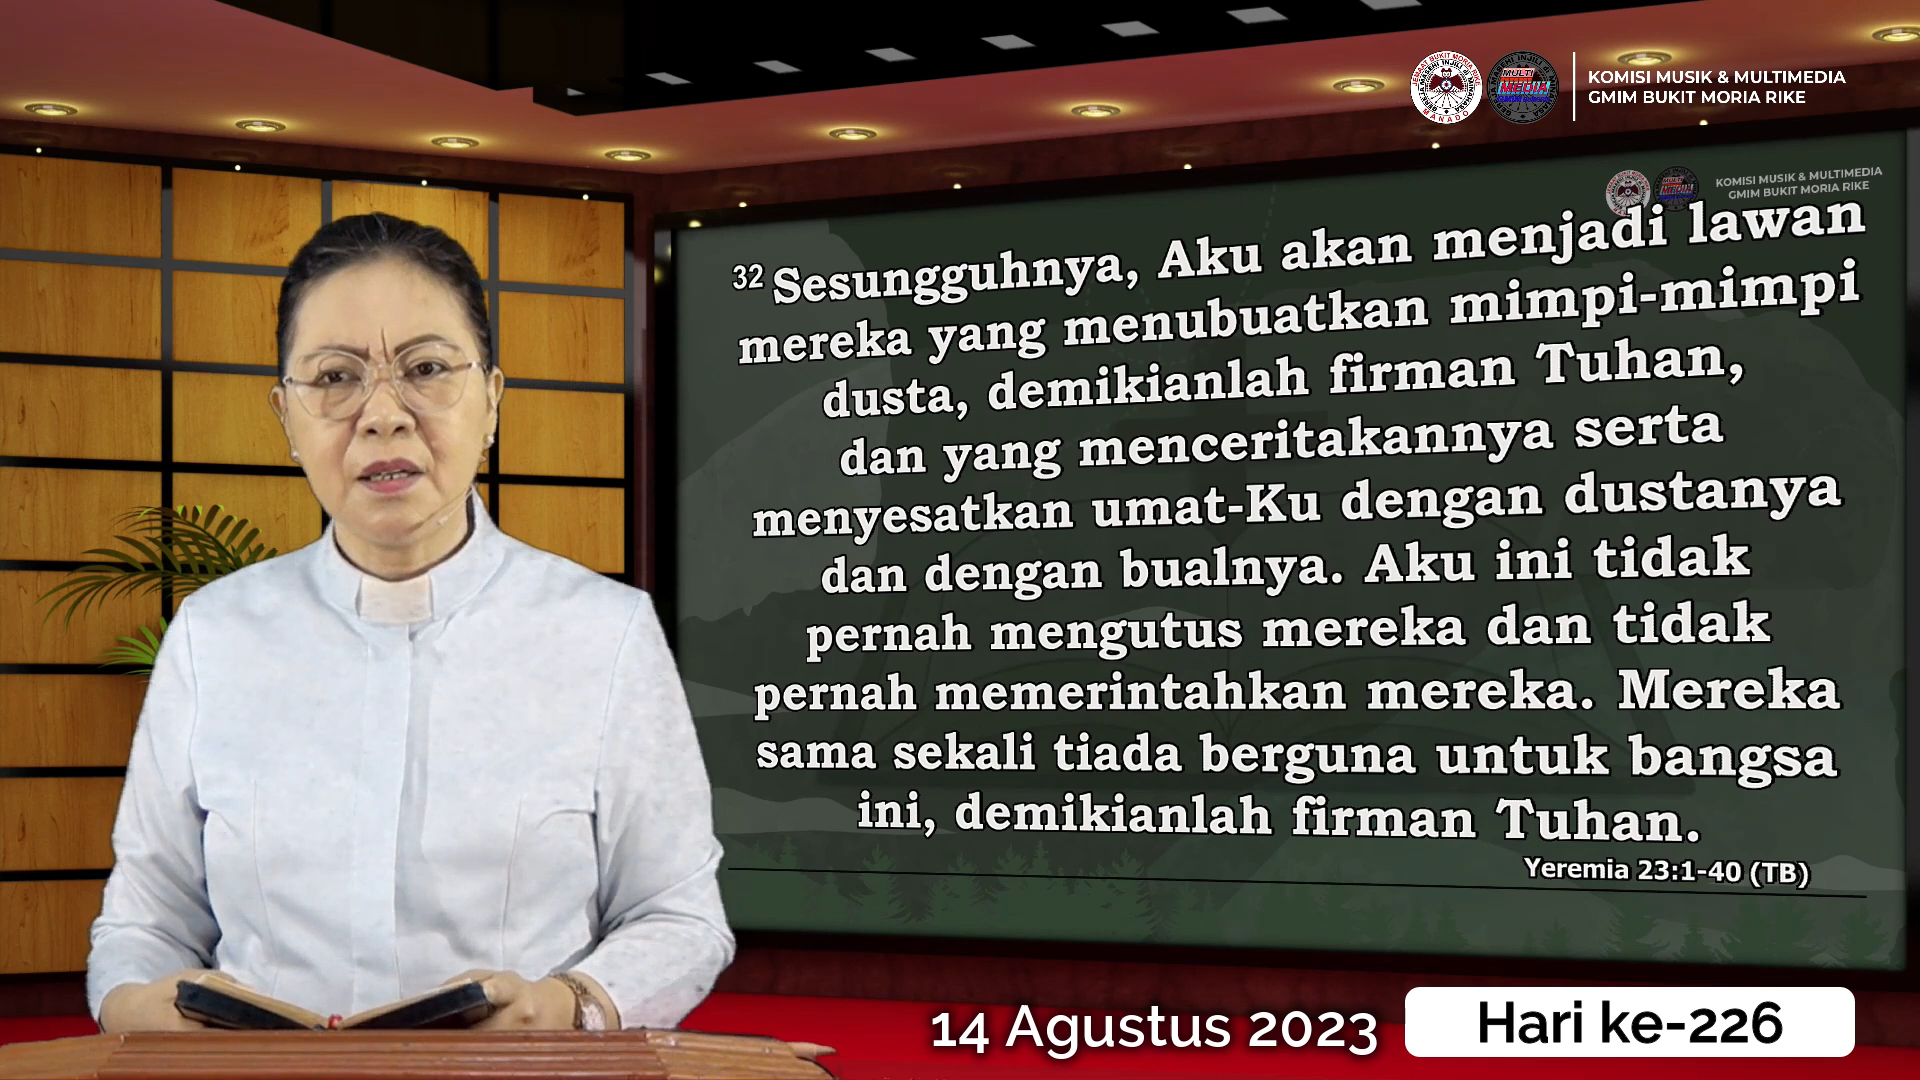 KOMISI MUSIK & MULTIMEDIA
GMIM BUKIT MORIA RIKE
KOMISI MUSIK & MULTIMEDIA
GMIM BUKIT MORIA RIKE
32 Sesungguhnya, Aku akan menjadi lawan
mereka yang menubuatkan mimpi-mimpi
dusta, demikianlah firman Tuhan,
dan yang menceritakannya serta
menyesatkan umat-Ku dengan dustanya
dan dengan bualnya. Aku ini tidak
pernah mengutus mereka dan tidak
pernah memerintahkan mereka. Mereka
sama sekali tiada berguna untuk bangsa
ini, demikianlah firman Tuhan.
Yeremia 23:1-40 (TB)
14 Agustus 2023
Hari ke-226